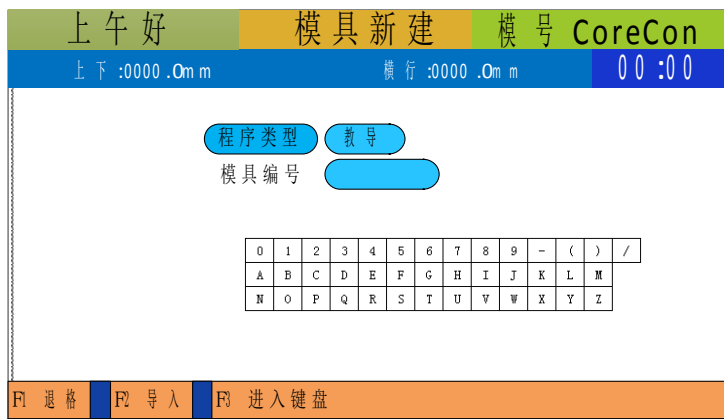 上午好 模具新建 模号 CoreCon
上下:0000.0mm 横行:0000.0mm 00:00
程序类型 教导
模具编号
0 1 2 3 4 5 6 7 8 9 - ( ) /
A B C D E F G H I J K L M
N O P Q R S T U V W X Y Z
F1 退格 F2 导入 F3 进入键盘